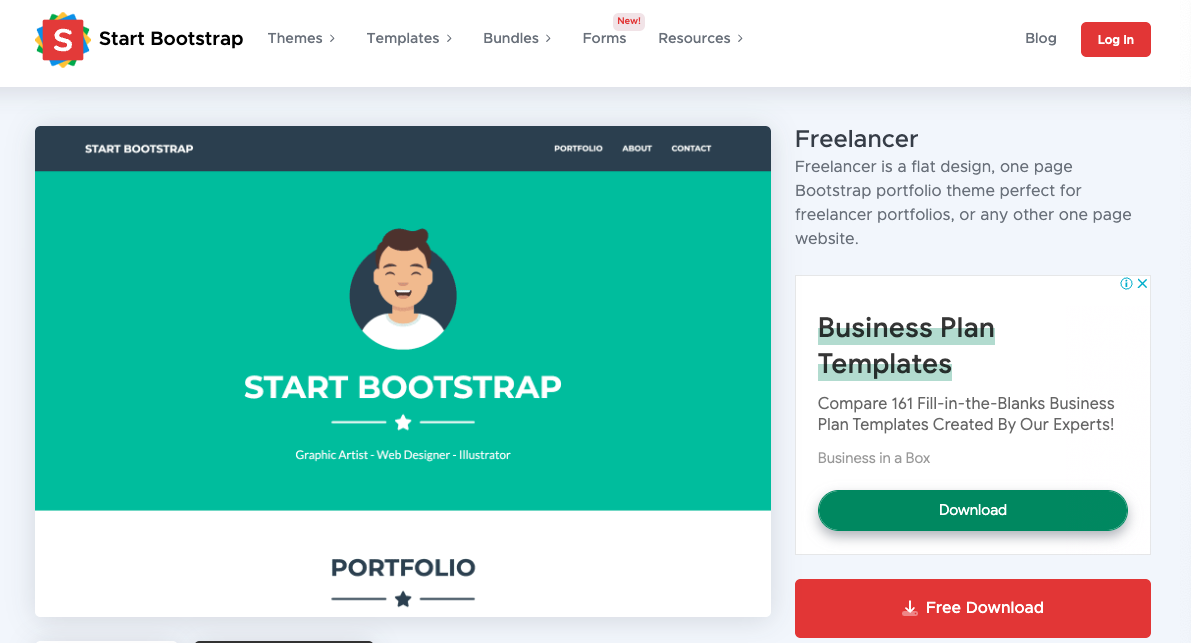 S Start Bootstrap
Themes
Templates
Bundles
Forms
New!
Resources
Blog
Log In
START BOOTSTRAP
PORTFOLIO
ABOUT
CONTACT
START BOOTSTRAP
Graphic Artist - Web Designer - Illustrator
PORTFOLIO
Freelancer
Freelancer is a flat design, one page
Bootstrap portfolio theme perfect for
freelancer portfolios, or any other one page
website.
Business Plan
Templates
Compare 161 Fill-in-the-Blanks Business
Plan Templates Created By Our Experts!
Business in a Box
Download
Free Download